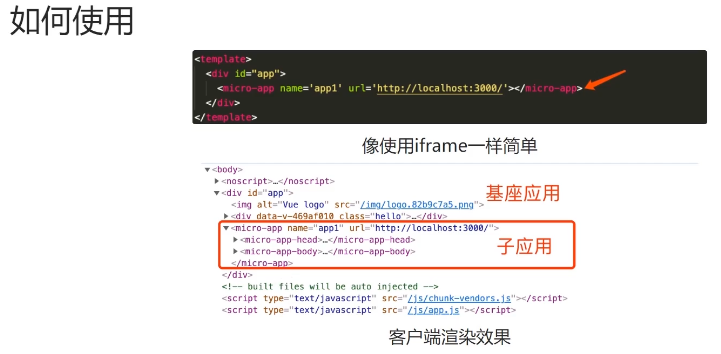 如何使用
<template>
<div id="app">
<micro-app name='app1' url='http://localhost:3000/'></micro-app>
</div>
</template>
像使用iframe一样简单
▼<body>
▶<noscript>…</noscript>
▼<div id="app">
<img alt="Vue logo" src="/img/logo.82b9c7a5.png">
基座应用
▶<div data-v-469af010 class="hello">…</div>
▼<micro-app name="app1" url="http://localhost:3000/">
▶<micro-app-head>…</micro-app-head>
子应用
▶<micro-app-body>…</micro-app-body>
</micro-app>
</div>
<!-- built files will be auto injected -->
<script type="text/javascript" src="/js/chunk-vendors.js"></script>
<script type="text/javascript" src="/js/app.js"></script>
客户端渲染效果